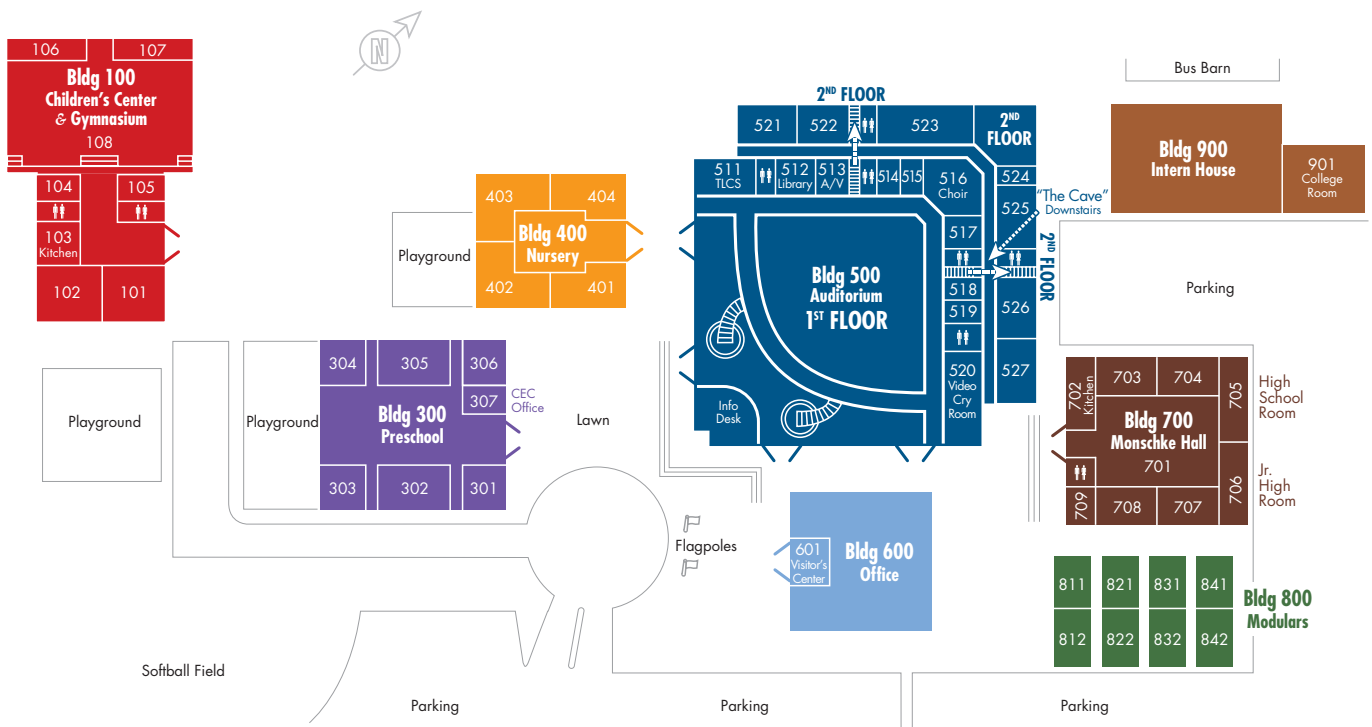 N
106
107
Bldg 100
Children's Center
& Gymnasium
108
104
105
103
Kitchen
102
101
Playground
403
404
Bldg 400
Nursery
402
401
2ND FLOOR
521
522
523
2ND
FLOOR
511
TLCS
512
Library
513
A/V
514
515
516
Choir
524
525
"The Cave"
Downstairs
517
2ND FLOOR
518
519
526
527
Bldg 500
Auditorium
1ST FLOOR
520
Video
Cry
Room
Info
Desk
Bus Barn
Bldg 900
Intern House
901
College
Room
Parking
Playground
Playground
304
305
306
307
CEC
Office
Bldg 300
Preschool
303
302
301
Lawn
Flagpoles
601
Visitor's
Center
Bldg 600
Office
702
Kitchen
703
704
705
High
School
Room
Bldg 700
Monschke Hall
701
706
Jr.
High
Room
709
708
707
811
821
831
841
812
822
832
842
Bldg 800
Modulars
Softball Field
Parking
Parking
Parking